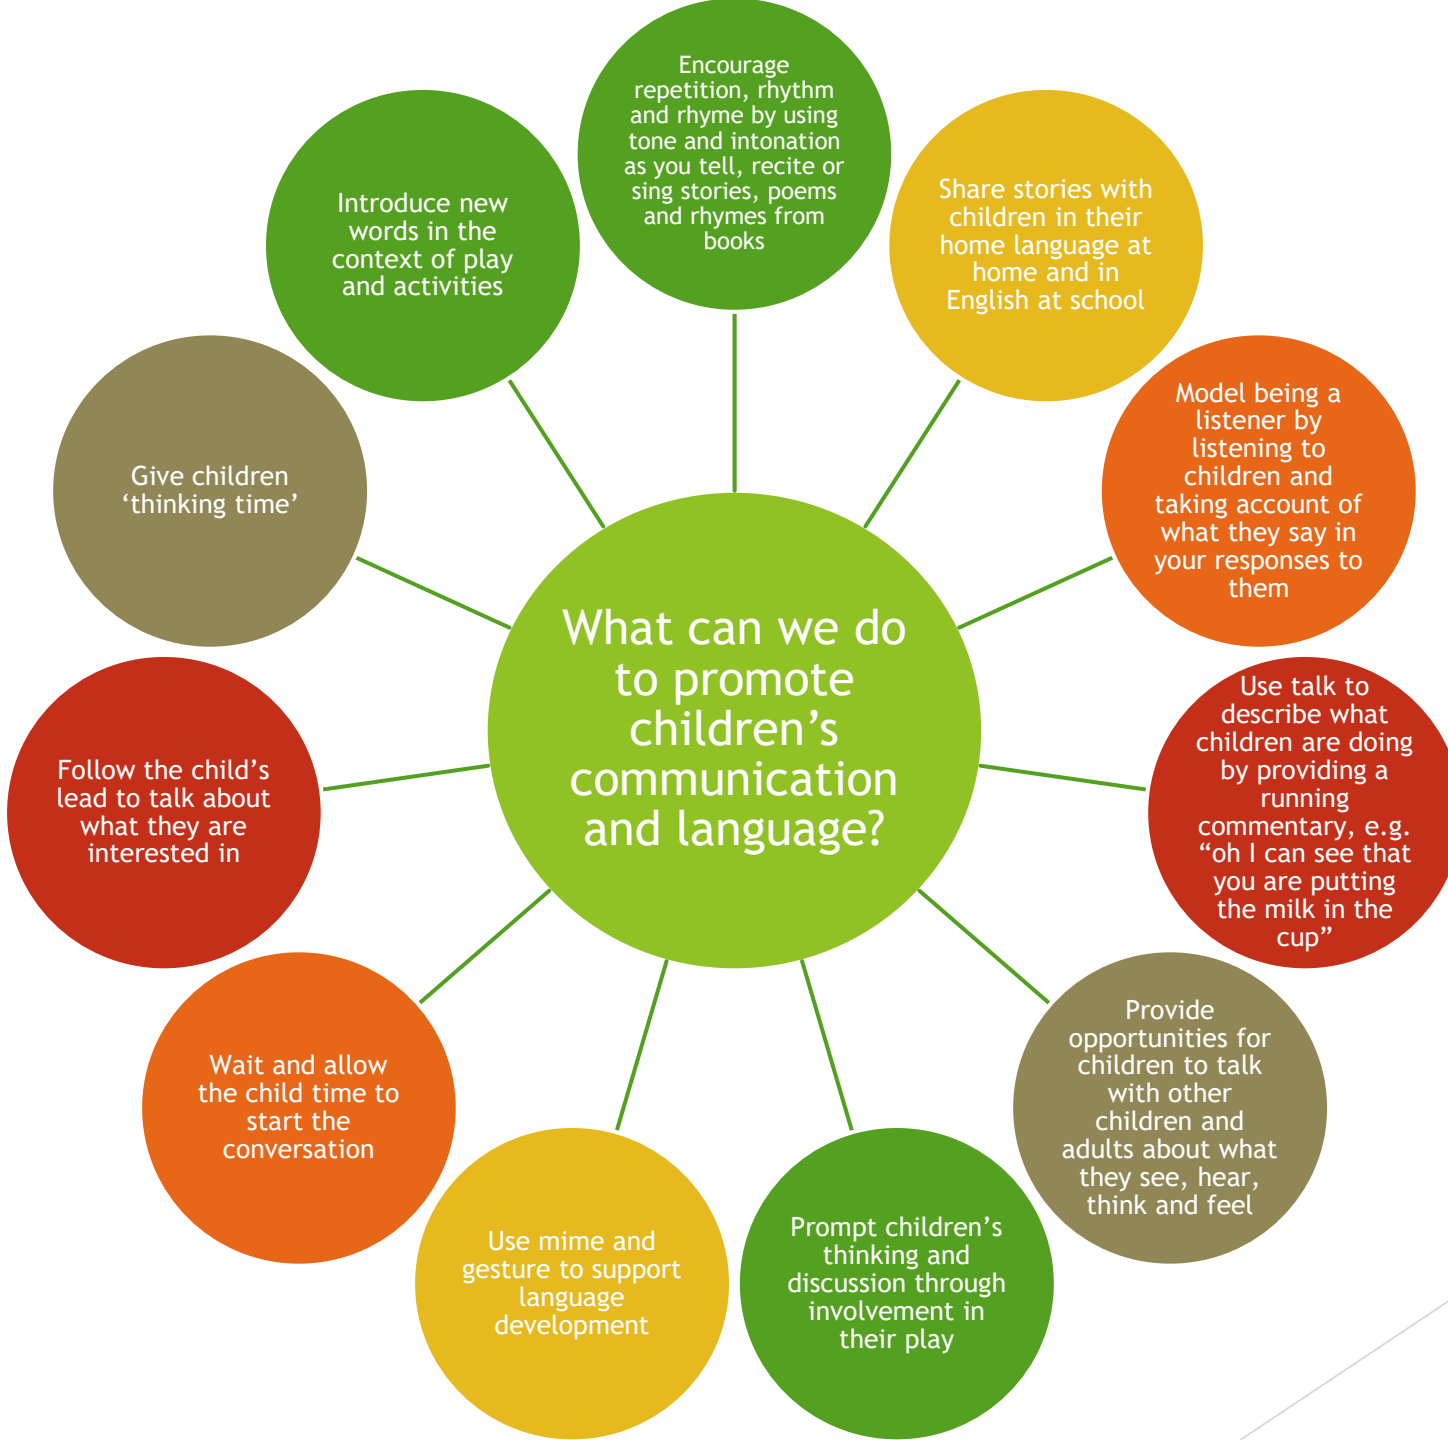 Encourage
repetition, rhythm
and rhyme by using
tone and intonation
as you tell, recite or
sing stories, poems
and rhymes from
books
Share stories with
children in their
home language at
home and in
English at school
Model being a
listener by
listening to
children and
taking account of
what they say in
your responses to
them
Use talk to
describe what
children are doing
by providing a
running
commentary, e.g.
“oh I can see that
you are putting
the milk in the
cup”
Provide
opportunities for
children to talk
with other
children and
adults about what
they see, hear,
think and feel
Prompt children’s
thinking and
discussion through
involvement in
their play
Use mime and
gesture to support
language
development
Wait and allow
the child time to
start the
conversation
Follow the child’s
lead to talk about
what they are
interested in
Give children
‘thinking time’
Introduce new
words in the
context of play
and activities
What can we do
to promote
children’s
communication
and language?